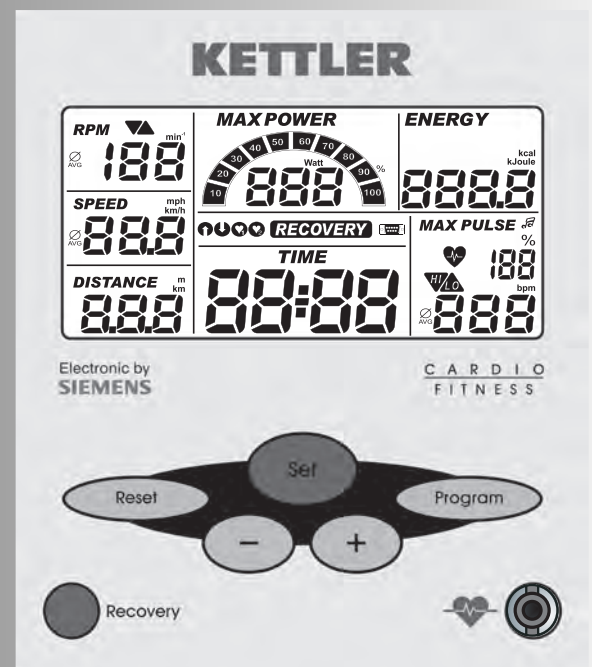 KETTLER
RPM min-1
Ø AVG 188
SPEED mph km/h
Ø AVG 88.8
DISTANCE m km
8.8.8
MAX POWER
10 20 30 40 50 60 70 80 90 100 %
Watt
888
RECOVERY
TIME
88:88
ENERGY
kcal
kJoule
888.8
MAX PULSE
%
188
HI/LO
bpm
Ø AVG 888
Electronic by
SIEMENS
CARDIO
FITNESS
Set
Reset
Program
− +
Recovery